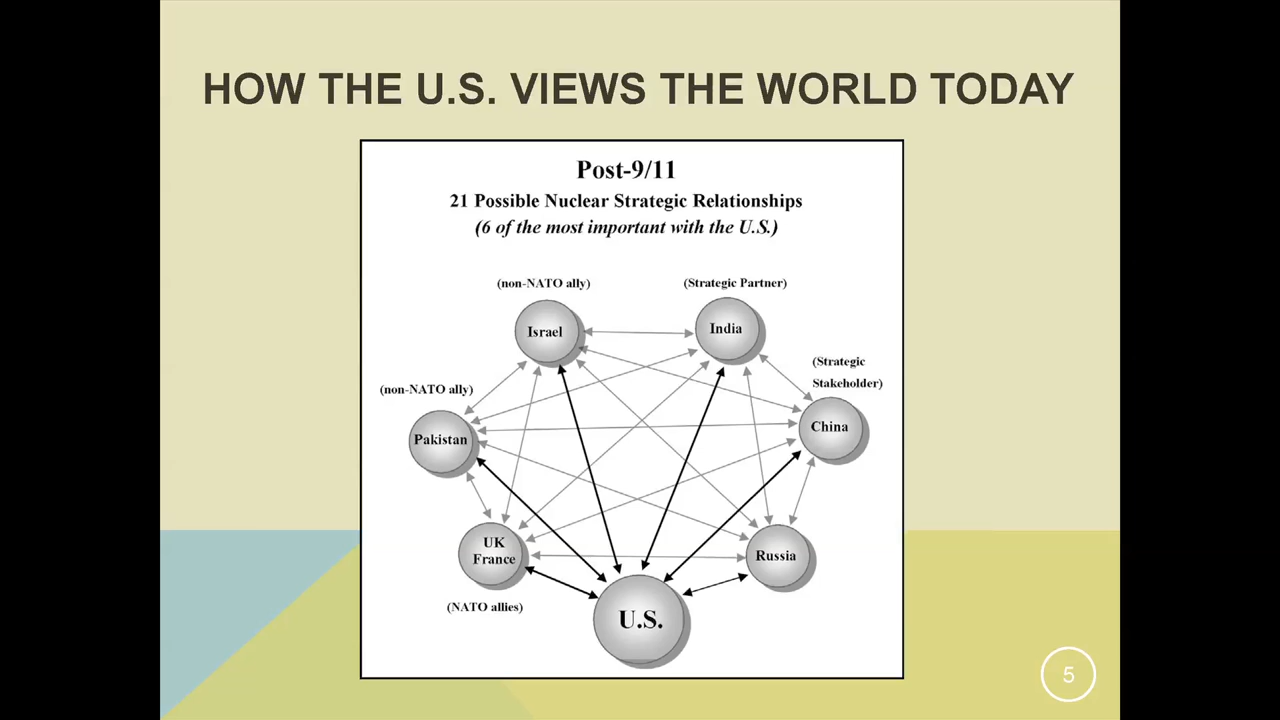 HOW THE U.S. VIEWS THE WORLD TODAY
Post-9/11
21 Possible Nuclear Strategic Relationships
(6 of the most important with the U.S.)
(non-NATO ally)
(Strategic Partner)
Israel
India
(Strategic
Stakeholder)
(non-NATO ally)
Pakistan
China
UK
France
Russia
(NATO allies)
U.S.
5